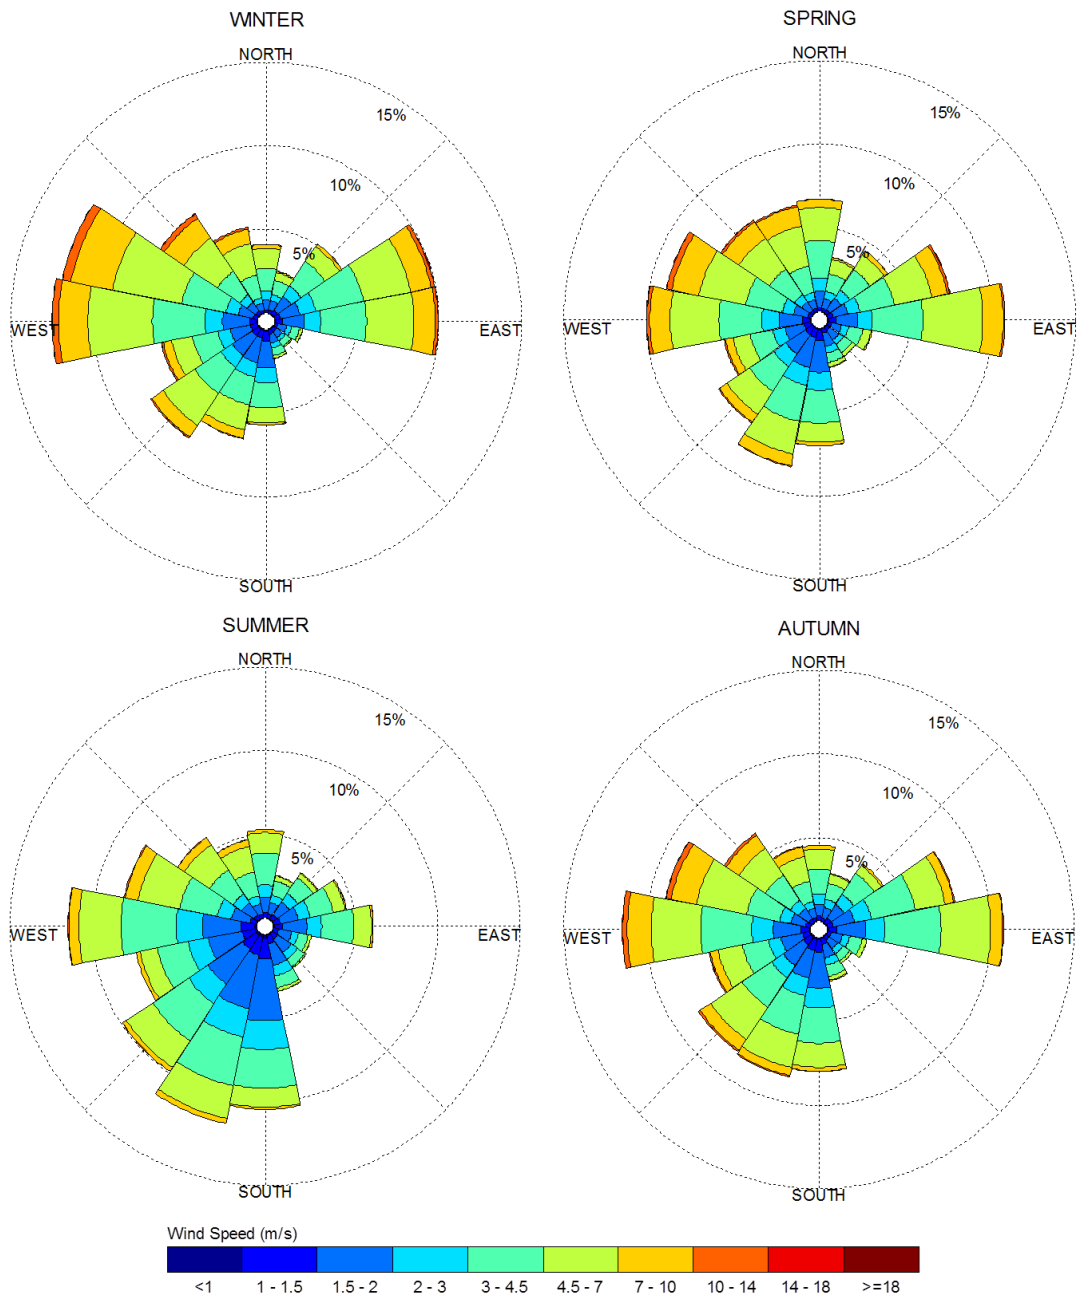 WINTER
NORTH
15%
10%
5%
WEST
EAST
SOUTH
SPRING
NORTH
15%
10%
5%
WEST
EAST
SOUTH
SUMMER
NORTH
15%
10%
5%
WEST
EAST
SOUTH
AUTUMN
NORTH
15%
10%
5%
WEST
EAST
SOUTH
Wind Speed (m/s)
<1 1 - 1.5 1.5 - 2 2 - 3 3 - 4.5 4.5 - 7 7 - 10 10 - 14 14 - 18 >=18